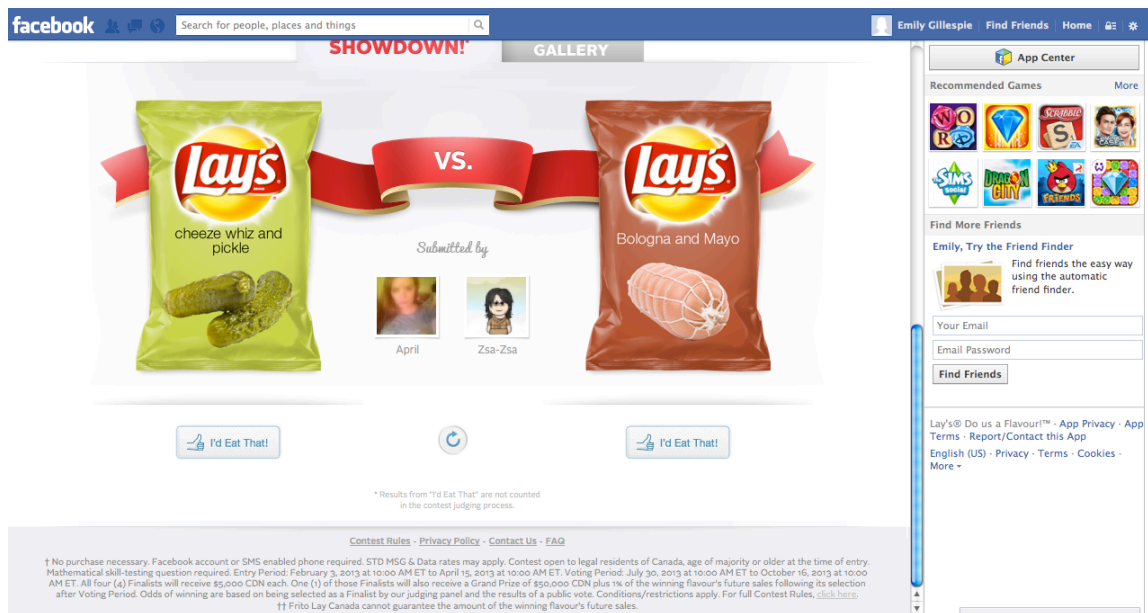 facebook
Search for people, places and things
Emily Gillespie
Find Friends
Home
SHOWDOWN!*
GALLERY
Lay's
cheeze whiz and
pickle
VS.
Lay's
Bologna and Mayo
Submitted by
April
Zsa-Zsa
I'd Eat That!
I'd Eat That!
* Results from "I'd Eat That" are not counted
in the contest judging process.
Contest Rules - Privacy Policy - Contact Us - FAQ
† No purchase necessary. Facebook account or SMS enabled phone required. STD MSG & Data rates may apply. Contest open to legal residents of Canada, age of majority or older at the time of entry.
Mathematical skill-testing question required. Entry Period: February 3, 2013 at 10:00 AM ET to April 15, 2013 at 10:00 AM ET. Voting Period: July 30, 2013 at 10:00 AM ET to October 16, 2013 at 10:00
AM ET. All four (4) Finalists will receive $5,000 CDN each. One (1) of those Finalists will also receive a Grand Prize of $50,000 CDN plus 1% of the winning flavour's future sales following its selection
after Voting Period. Odds of winning are based on being selected as a Finalist by our judging panel and the results of a public vote. Conditions/restrictions apply. For full Contest Rules, click here.
†† Frito Lay Canada cannot guarantee the amount of the winning flavour's future sales.
App Center
Recommended Games
More
WORD
SCRABBLE
S
CASE
SIMS
social
DRAGON
CITY
FRIENDS
Find More Friends
Emily, Try the Friend Finder
Find friends the easy way
using the automatic
friend finder.
Your Email
Email Password
Find Friends
Lay's® Do us a Flavour!™ · App Privacy · App
Terms · Report/Contact this App
English (US) · Privacy · Terms · Cookies ·
More